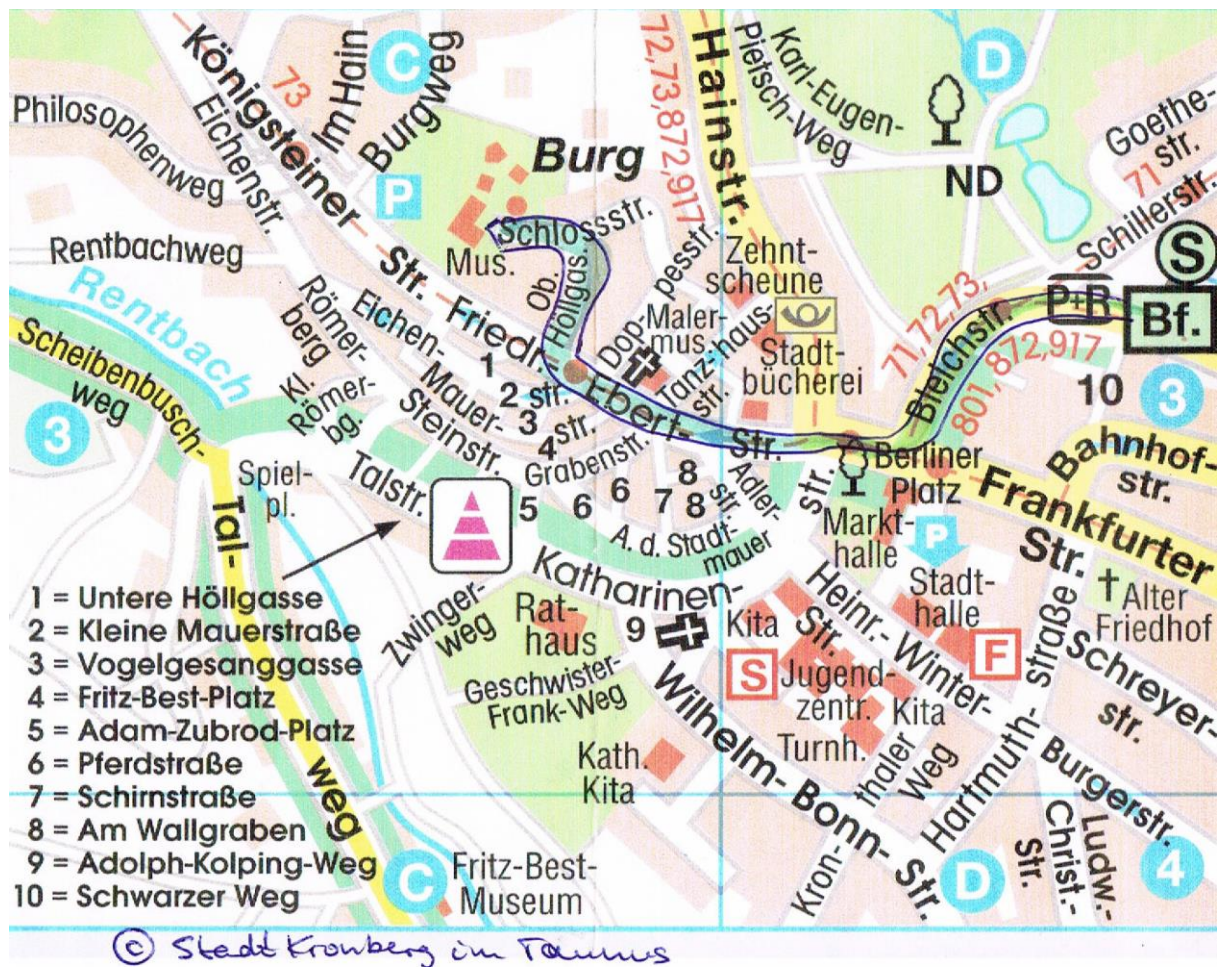 Königsteiner
Str.
73
Im Hain
C
Burgweg
Eichenstr.
Philosophenweg
P
Burg
Mus.
Schlossstr.
Ob.
Höllgas.
72,73,872,917
Hainstr.
Karl-Eugen-
Pietsch-Weg
D
ND
Goethe-
str.
71
Schillerstr.
S
P+R
Bf.
Rentbachweg
Rentbach
Scheibenbusch-
weg
3
Römer-
berg
Kl.
Römer-
bg.
Eichen-
str.
Mauer-
str.
Steinstr.
Friedr.
Ebert-
Str.
Dop-
pesstr.
Maler-
mus.
Tanz-haus-
str.
Zehnt-
scheune
Stadt-
bücherei
71,72,73,
801, 872,917
Bleichstr.
10
3
Bahnhof-
str.
1
2
3
4
Grabenstr.
5
6
6
7
8
8
Adler-
str.
A. d. Stadt-
mauer
str.
Berliner
Platz
Markt-
halle
P
Frankfurter
Str.
Stadt-
halle
F
Alter
Friedhof
Schreyer-
str.
Spiel-
pl.
Talstr.
Tal-
weg
Katharinen-
Zwinger-
weg
Rat-
haus
9
Geschwister-
Frank-Weg
Kath.
Kita
Kita
S
Jugend-
zentr.
Turnh.
Kita
Str.
Heinr.- Winter-
Wilhelm- Bonn- Str.
Kron-
thaler
Weg
Hartmuth-
straße
Burgerstr.
Ludw.-
Christ.-
Str.
D
4
C
Fritz-Best-
Museum
1 = Untere Höllgasse
2 = Kleine Mauerstraße
3 = Vogelgesanggasse
4 = Fritz-Best-Platz
5 = Adam-Zubrod-Platz
6 = Pferdstraße
7 = Schirnstraße
8 = Am Wallgraben
9 = Adolph-Kolping-Weg
10 = Schwarzer Weg
© Stadt Kronberg im Taunus